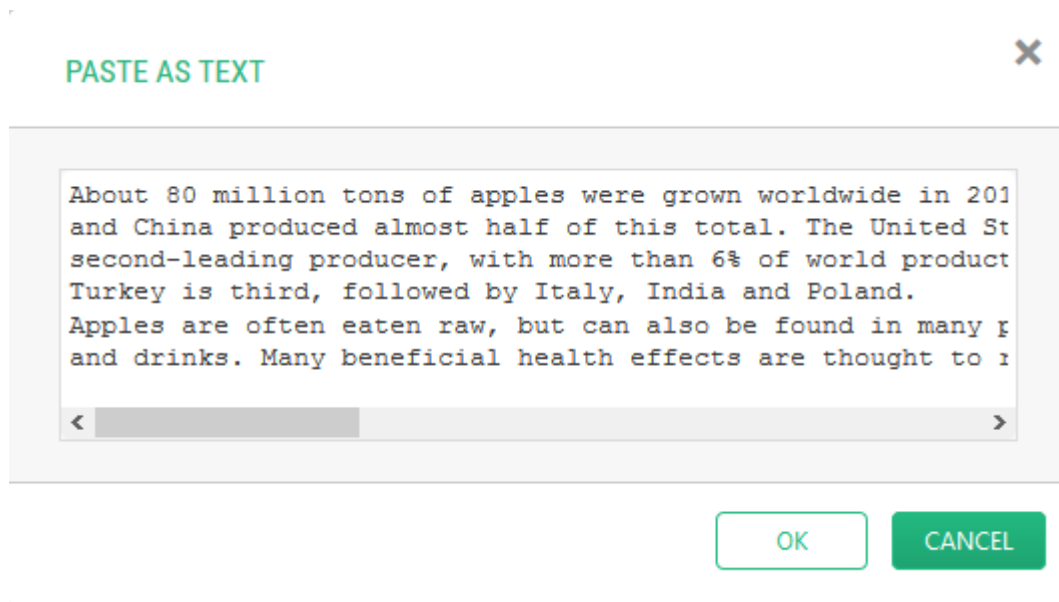 PASTE AS TEXT
About 80 million tons of apples were grown worldwide in 201
and China produced almost half of this total. The United St
second-leading producer, with more than 6% of world product
Turkey is third, followed by Italy, India and Poland.
Apples are often eaten raw, but can also be found in many
and drinks. Many beneficial health effects are thought to
OK
CANCEL